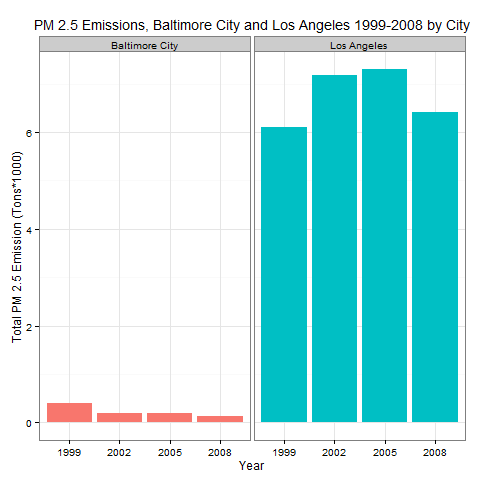 PM 2.5 Emissions, Baltimore City and Los Angeles 1999-2008 by City
Baltimore City
Los Angeles
Total PM 2.5 Emission (Tons*1000)
6
4
2
0
1999 2002 2005 2008
1999 2002 2005 2008
Year